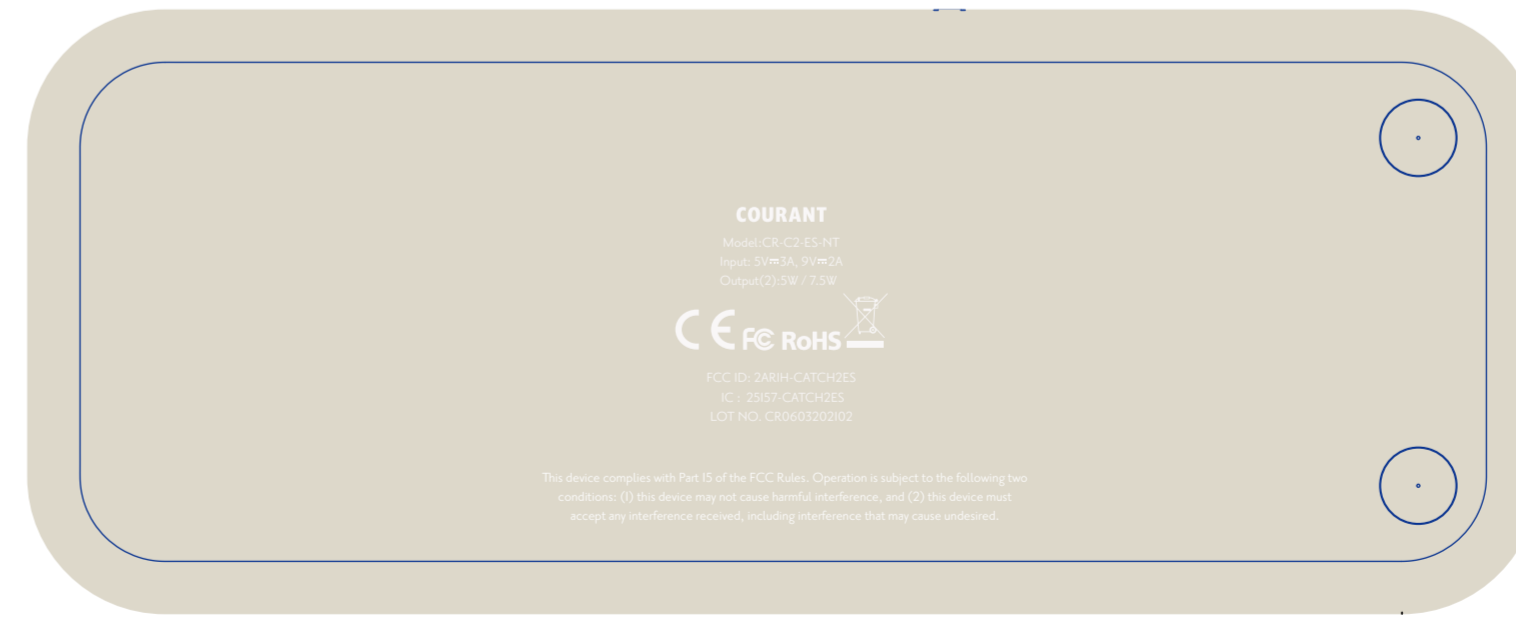 COURANT
Model:CR-C2-ES-NT
Input: 5V⎓3A, 9V⎓2A
Output(2):5W / 7.5W
CE FC RoHS
FCC ID: 2ARIH-CATCH2ES
IC : 25157-CATCH2ES
LOT NO. CR0603202102
This device complies with Part 15 of the FCC Rules. Operation is subject to the following two
conditions: (1) this device may not cause harmful interference, and (2) this device must
accept any interference received, including interference that may cause undesired.